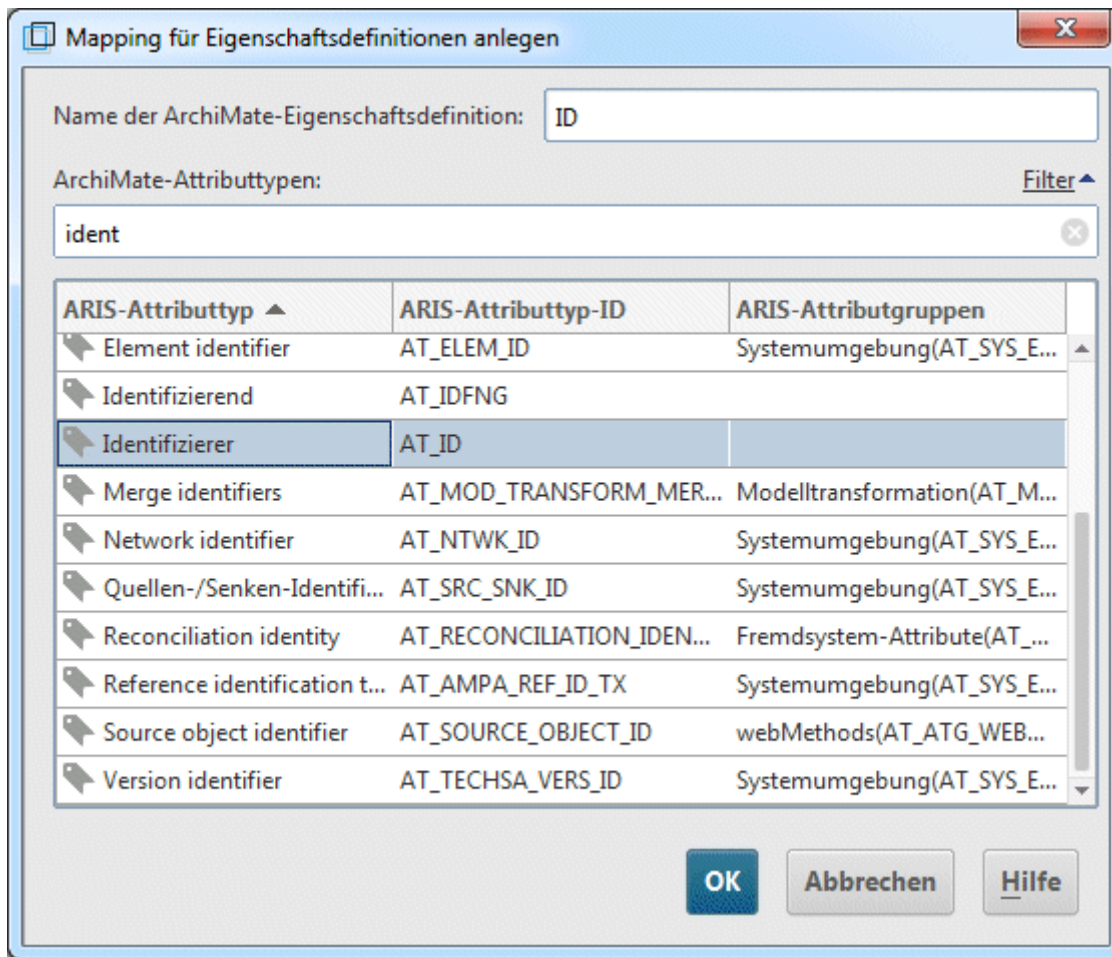 Mapping für Eigenschaftsdefinitionen anlegen
Name der ArchiMate-Eigenschaftsdefinition: ID
ArchiMate-Attributtypen: Filter
ident
ARIS-Attributtyp ARIS-Attributtyp-ID ARIS-Attributgruppen
Element identifier AT_ELEM_ID Systemumgebung(AT_SYS_E...
Identifizierend AT_IDFNG
Identifizierer AT_ID
Merge identifiers AT_MOD_TRANSFORM_MER... Modelltransformation(AT_M...
Network identifier AT_NTWK_ID Systemumgebung(AT_SYS_E...
Quellen-/Senken-Identifi... AT_SRC_SNK_ID Systemumgebung(AT_SYS_E...
Reconciliation identity AT_RECONCILIATION_IDEN... Fremdsystem-Attribute(AT_...
Reference identification t... AT_AMPA_REF_ID_TX Systemumgebung(AT_SYS_E...
Source object identifier AT_SOURCE_OBJECT_ID webMethods(AT_ATG_WEB...
Version identifier AT_TECHSA_VERS_ID Systemumgebung(AT_SYS_E...
OK Abbrechen Hilfe